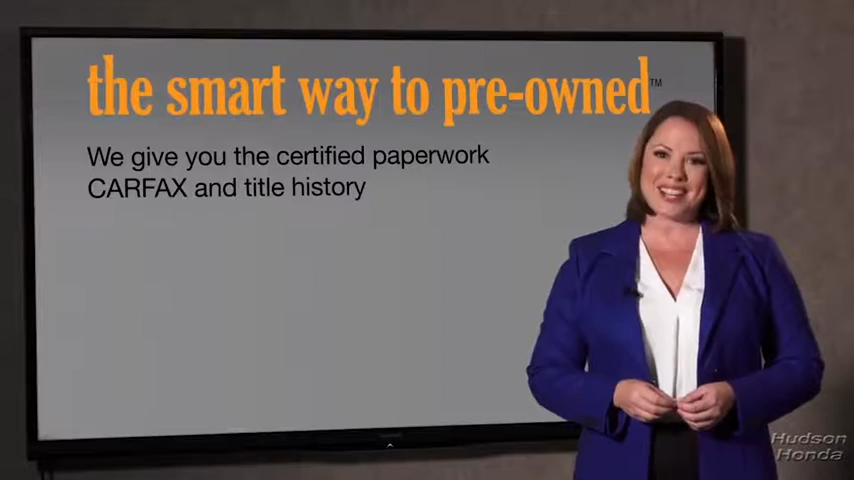 the smart way to pre-owned™
We give you the certified paperwork
CARFAX and title history
Hudson
Honda